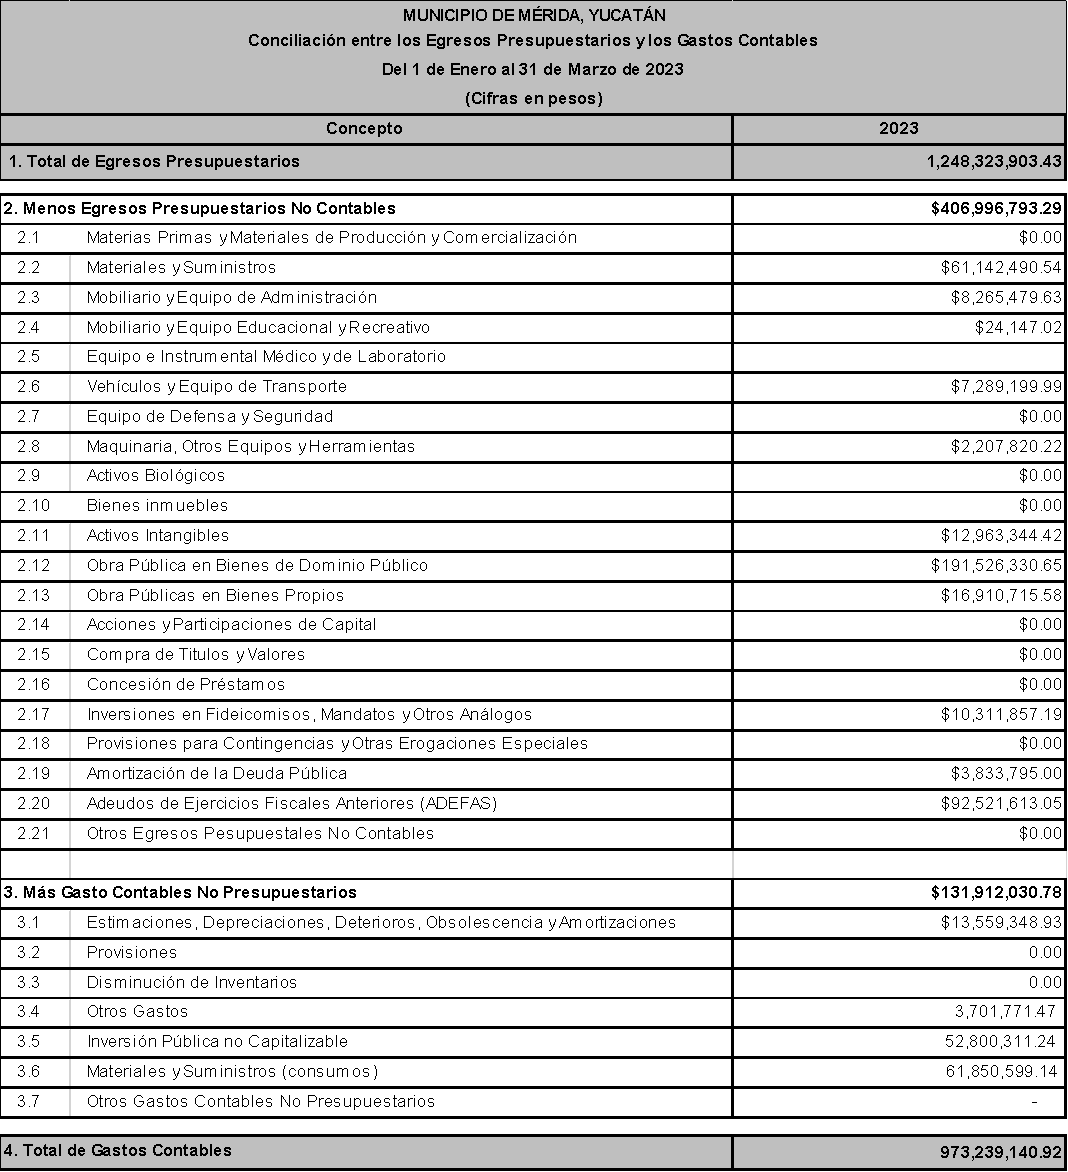 MUNICIPIO DE MÉRIDA, YUCATÁN
Conciliación entre los Egresos Presupuestarios y los Gastos Contables
Del 1 de Enero al 31 de Marzo de 2023
(Cifras en pesos)
Concepto 2023
1. Total de Egresos Presupuestarios 1,248,323,903.43
2. Menos Egresos Presupuestarios No Contables $406,996,793.29
2.1 Materias Primas y Materiales de Producción y Comercialización $0.00
2.2 Materiales y Suministros $61,142,490.54
2.3 Mobiliario y Equipo de Administración $8,265,479.63
2.4 Mobiliario y Equipo Educacional y Recreativo $24,147.02
2.5 Equipo e Instrumental Médico y de Laboratorio
2.6 Vehículos y Equipo de Transporte $7,289,199.99
2.7 Equipo de Defensa y Seguridad $0.00
2.8 Maquinaria, Otros Equipos y Herramientas $2,207,820.22
2.9 Activos Biológicos $0.00
2.10 Bienes inmuebles $0.00
2.11 Activos Intangibles $12,963,344.42
2.12 Obra Pública en Bienes de Dominio Público $191,526,330.65
2.13 Obra Públicas en Bienes Propios $16,910,715.58
2.14 Acciones y Participaciones de Capital $0.00
2.15 Compra de Titulos y Valores $0.00
2.16 Concesión de Préstamos $0.00
2.17 Inversiones en Fideicomisos, Mandatos y Otros Análogos $10,311,857.19
2.18 Provisiones para Contingencias y Otras Erogaciones Especiales $0.00
2.19 Amortización de la Deuda Pública $3,833,795.00
2.20 Adeudos de Ejercicios Fiscales Anteriores (ADEFAS) $92,521,613.05
2.21 Otros Egresos Pesupuestales No Contables $0.00
3. Más Gasto Contables No Presupuestarios $131,912,030.78
3.1 Estimaciones, Depreciaciones, Deterioros, Obsolescencia y Amortizaciones $13,559,348.93
3.2 Provisiones 0.00
3.3 Disminución de Inventarios 0.00
3.4 Otros Gastos 3,701,771.47
3.5 Inversión Pública no Capitalizable 52,800,311.24
3.6 Materiales y Suministros (consumos) 61,850,599.14
3.7 Otros Gastos Contables No Presupuestarios -
4. Total de Gastos Contables 973,239,140.92